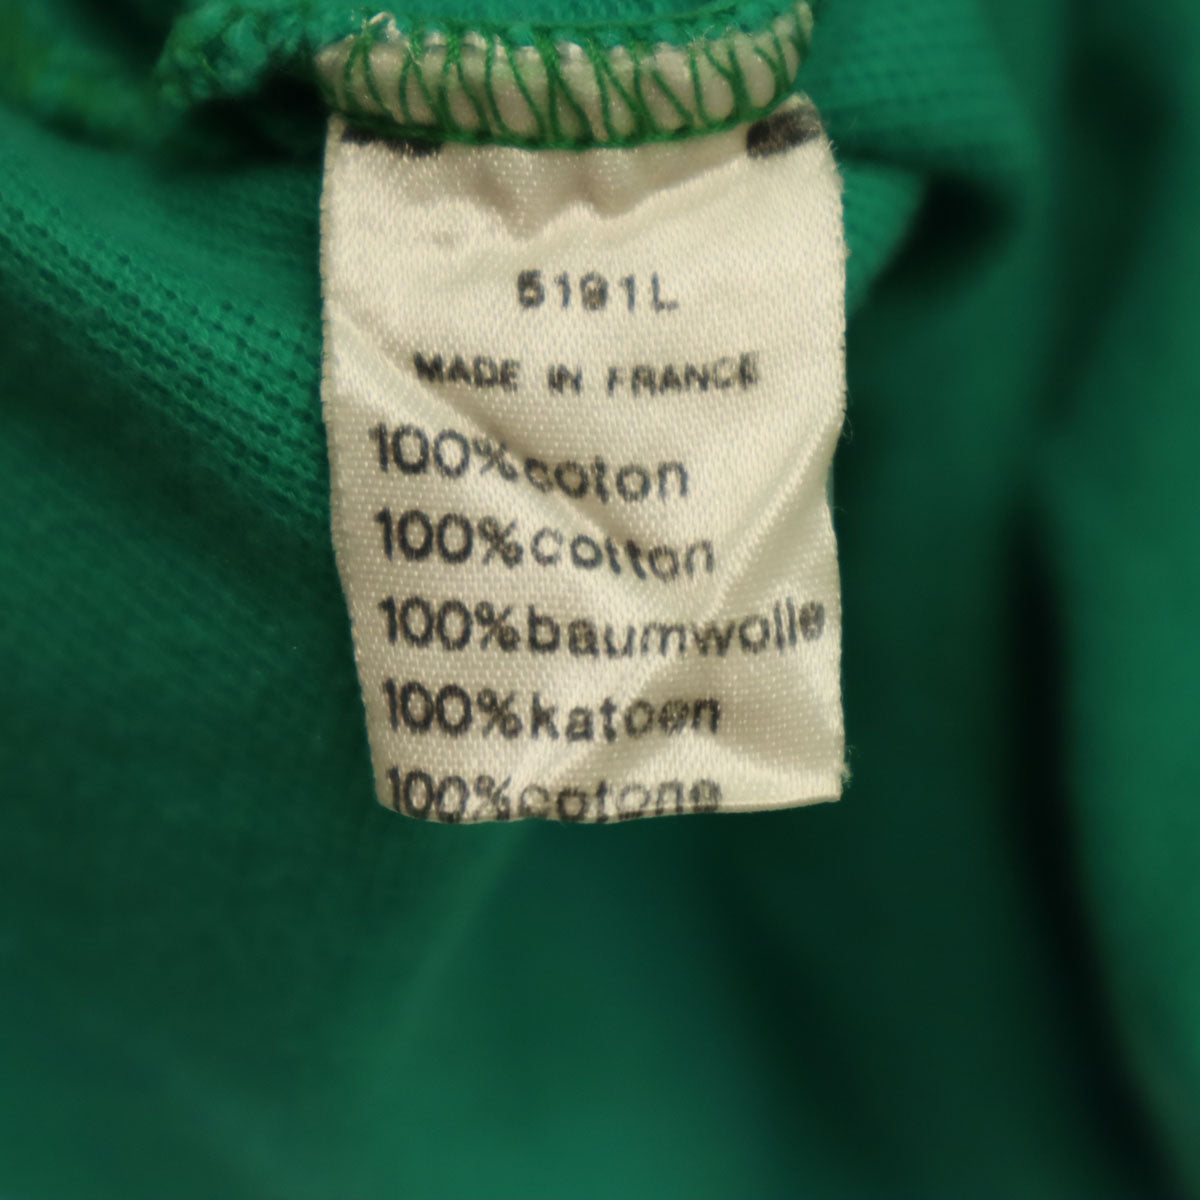 5191L
MADE IN FRANCE
100%coton
100%cotton
100%baumwolle
100%katoen
100%cotone